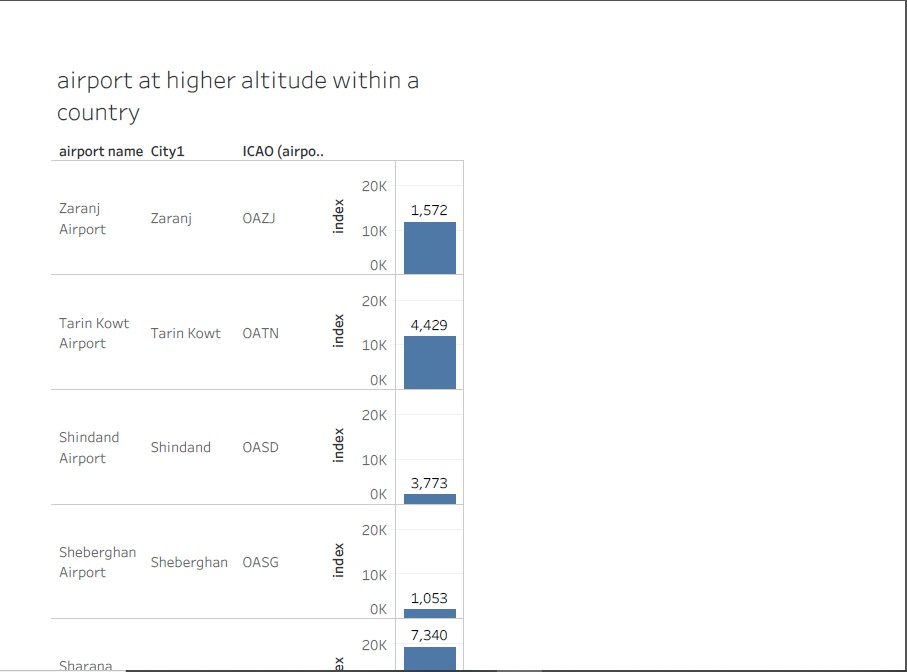 airport at higher altitude within a
country
airport name City1 ICAO (airpo..
Zaranj
Airport
Zaranj
OAZJ
index
20K
10K
0K
1,572
Tarin Kowt
Airport
Tarin Kowt
OATN
index
20K
10K
0K
4,429
Shindand
Airport
Shindand
OASD
index
20K
10K
0K
3,773
Sheberghan
Airport
Sheberghan
OASG
index
20K
10K
0K
1,053
Sharana
20K
7,340